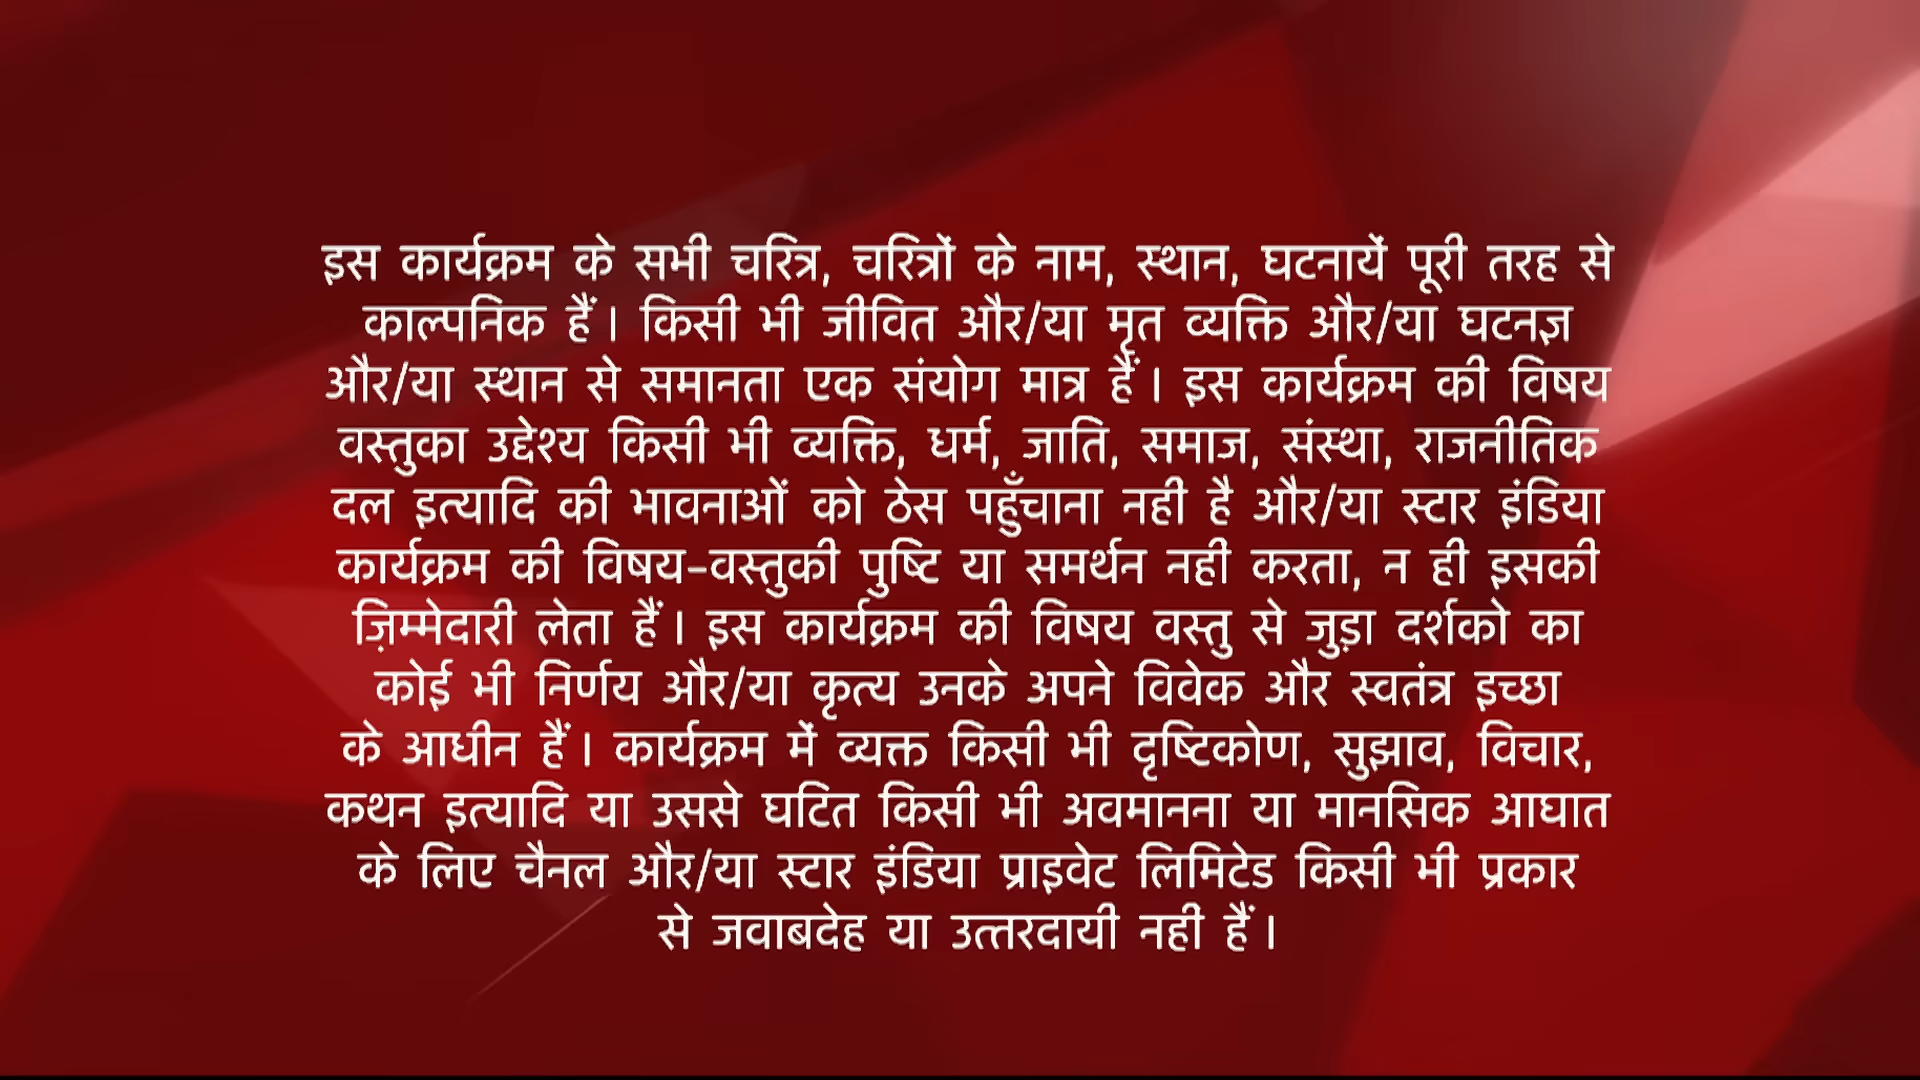 इस कार्यक्रम के सभी चरित्र, चरित्रों के नाम, स्थान, घटनायें पूरी तरह से
काल्पनिक हैं। किसी भी जीवित और/या मृत व्यक्ति और/या घटनज्ञ
और/या स्थान से समानता एक संयोग मात्र हैं। इस कार्यक्रम की विषय
वस्तुका उद्देश्य किसी भी व्यक्ति, धर्म, जाति, समाज, संस्था, राजनीतिक
दल इत्यादि की भावनाओं को ठेस पहुँचाना नही है और/या स्टार इंडिया
कार्यक्रम की विषय-वस्तुकी पुष्टि या समर्थन नही करता, न ही इसकी
ज़िम्मेदारी लेता हैं। इस कार्यक्रम की विषय वस्तु से जुड़ा दर्शको का
कोई भी निर्णय और/या कृत्य उनके अपने विवेक और स्वतंत्र इच्छा
के आधीन हैं। कार्यक्रम में व्यक्त किसी भी दृष्टिकोण, सुझाव, विचार,
कथन इत्यादि या उससे घटित किसी भी अवमानना या मानसिक आघात
के लिए चैनल और/या स्टार इंडिया प्राइवेट लिमिटेड किसी भी प्रकार
से जवाबदेह या उत्तरदायी नही हैं।